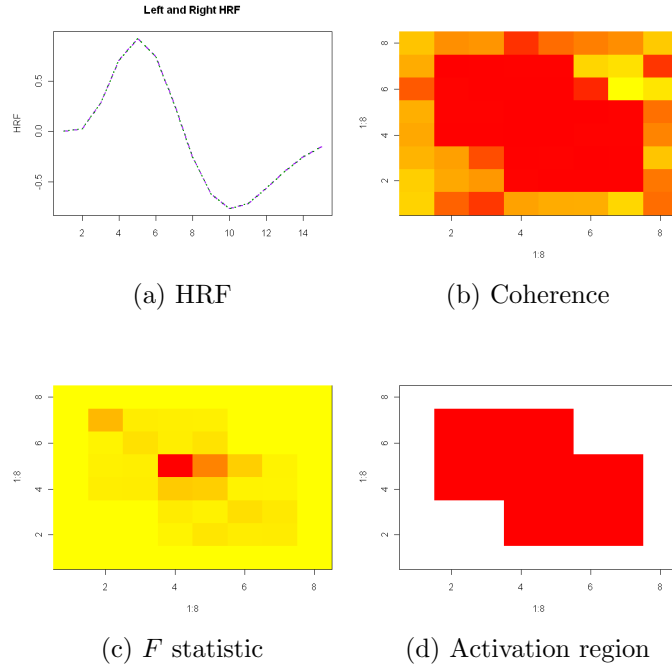 Left and Right HRF
HRF
0.5
0.0
-0.5
2 4 6 8 10 12 14
(a) HRF
1:8
8
6
4
2
2 4 6 8
1:8
(b) Coherence
1:8
8
6
4
2
2 4 6 8
1:8
(c) F statistic
1:8
8
6
4
2
2 4 6 8
1:8
(d) Activation region